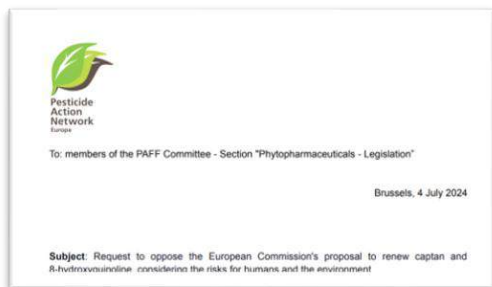 Pesticide
Action
Network
Europe
To: members of the PAFF Committee - Section "Phytopharmaceuticals - Legislation"
Brussels, 4 July 2024
Subject: Request to oppose the European Commission's proposal to renew captan and
8-hydroxyquinoline, considering the risks for humans and the environment